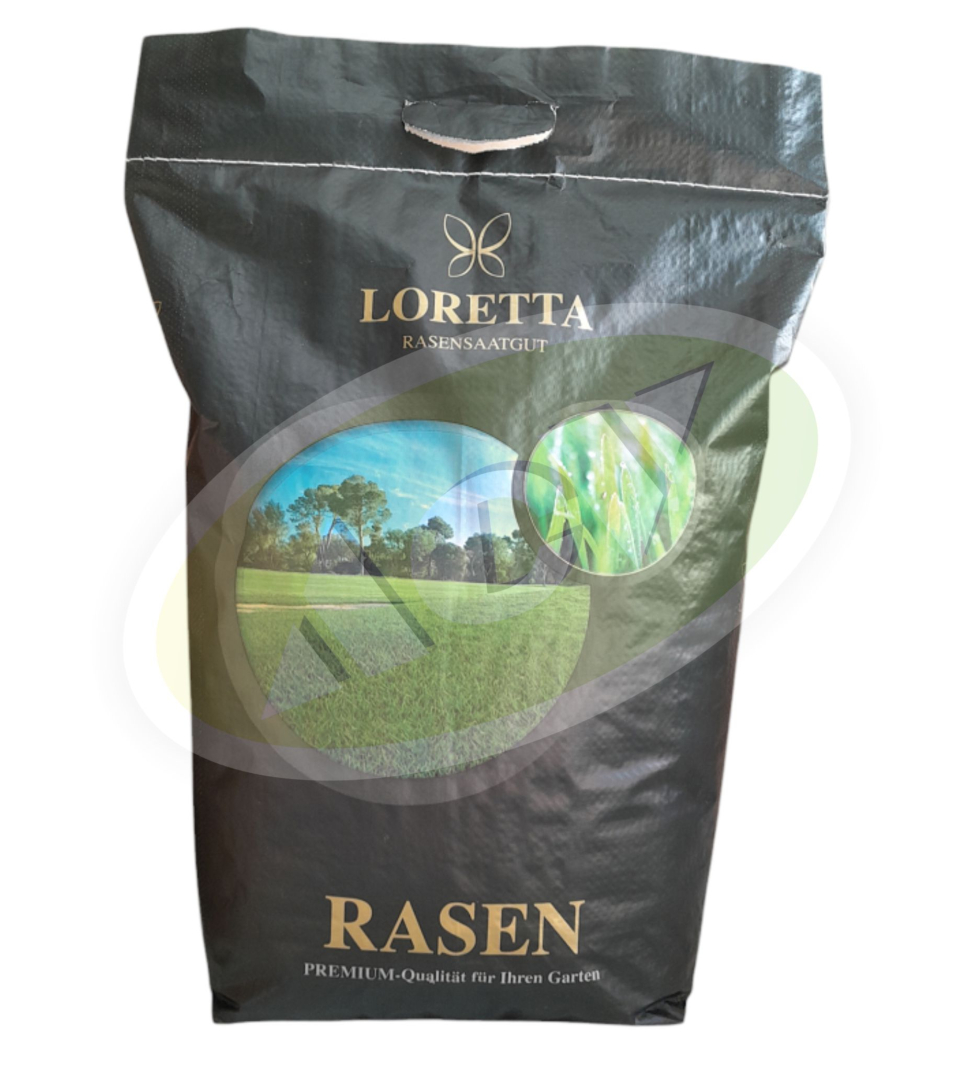 LORETTA
RASENSAATGUT
RASEN
PREMIUM-Qualität für Ihren Garten